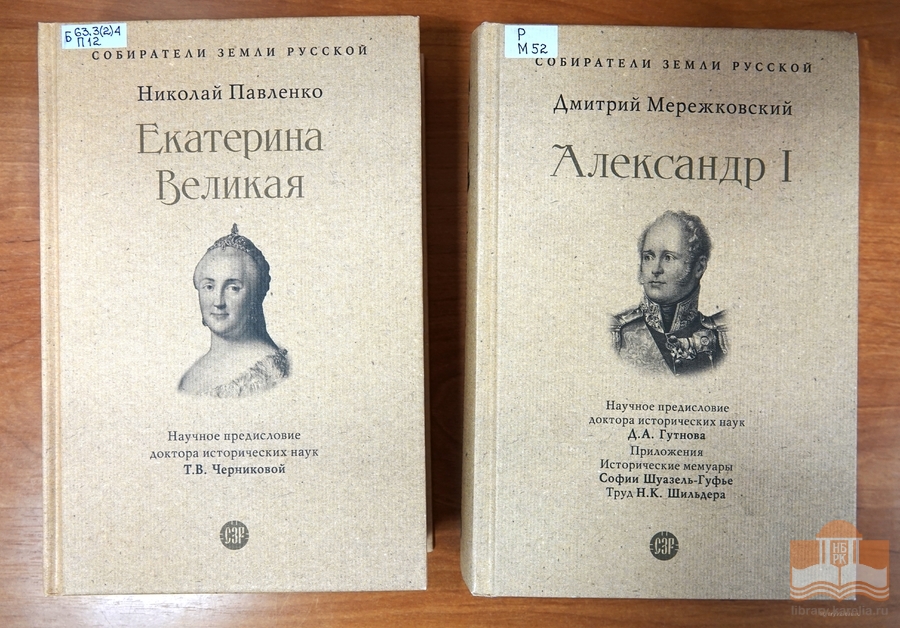 Б 63.3(2)4
П12
СОБИРАТЕЛИ ЗЕМЛИ РУССКОЙ
Николай Павленко
Екатерина
Великая
Научное предисловие
доктора исторических наук
Т.В. Черниковой
СЗР
Р
М 52
СОБИРАТЕЛИ ЗЕМЛИ РУССКОЙ
Дмитрий Мережковский
Александр I
Научное предисловие
доктора исторических наук
Д.А. Гутнова
Приложения
Исторические мемуары
Софии Шуазель-Гуфье
Труд Н.К. Шильдера
СЗР
НБ
РК